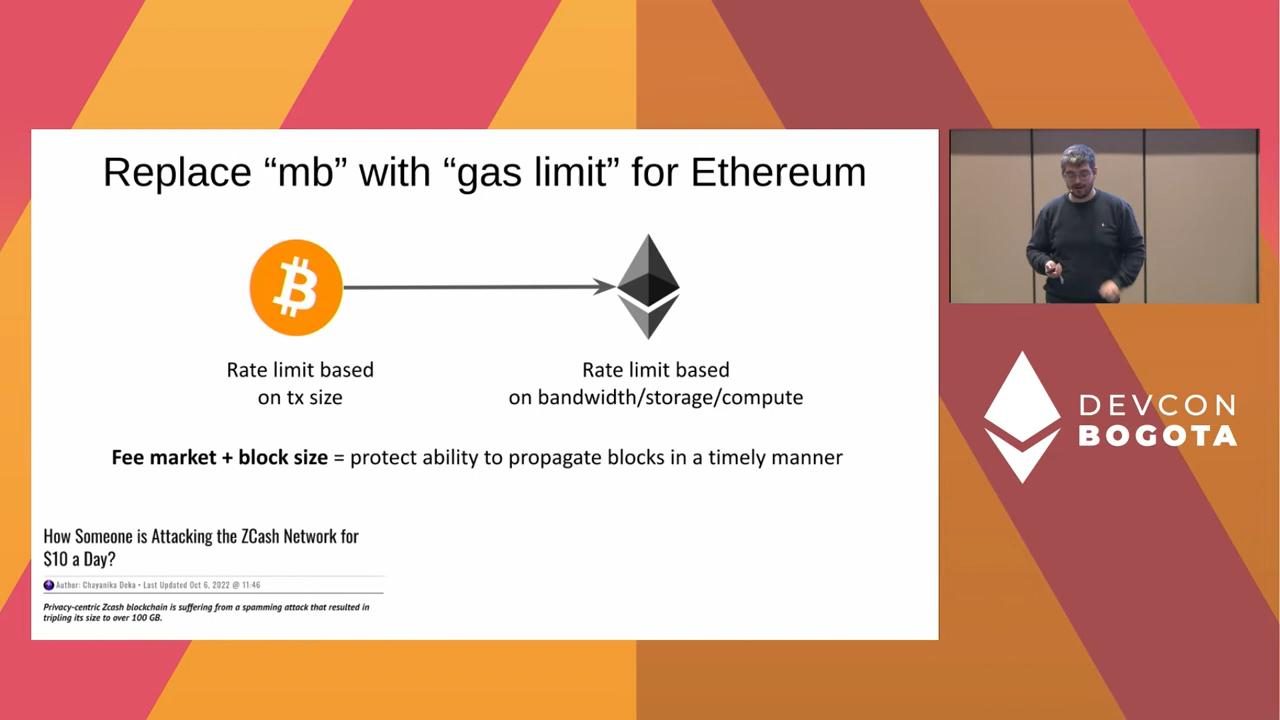 Replace “mb” with “gas limit” for Ethereum
Rate limit based
on tx size
Rate limit based
on bandwidth/storage/compute
Fee market + block size = protect ability to propagate blocks in a timely manner
How Someone is Attacking the ZCash Network for
$10 a Day?
Author: Chayanika Deka • Last Updated Oct 6, 2022 @ 11:46
Privacy-centric Zcash blockchain is suffering from a spamming attack that resulted in
tripling its size to over 100 GB.
DEVCON
BOGOTA